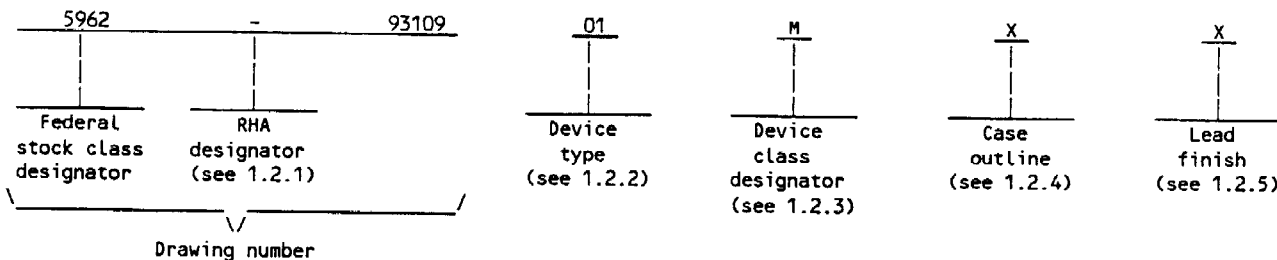 5962 - 93109 01 M X X
Federal stock class designator
RHA designator (see 1.2.1)
Device type (see 1.2.2)
Device class designator (see 1.2.3)
Case outline (see 1.2.4)
Lead finish (see 1.2.5)
Drawing number